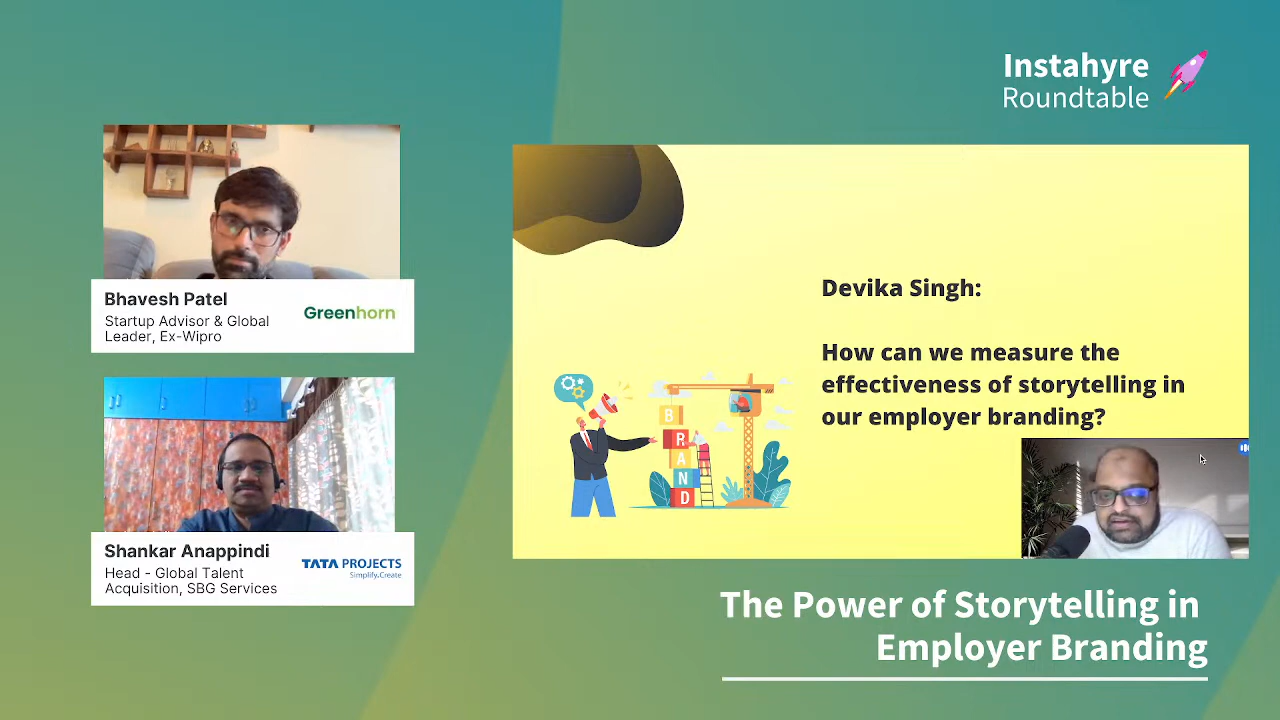 Instahyre
Roundtable
Bhavesh Patel
Startup Advisor & Global
Leader, Ex-Wipro
Greenhorn
Shankar Anappindi
Head - Global Talent
Acquisition, SBG Services
TATA PROJECTS
Simplify.Create
Devika Singh:
How can we measure the
effectiveness of storytelling in
our employer branding?
B
R
A
N
D
The Power of Storytelling in
Employer Branding